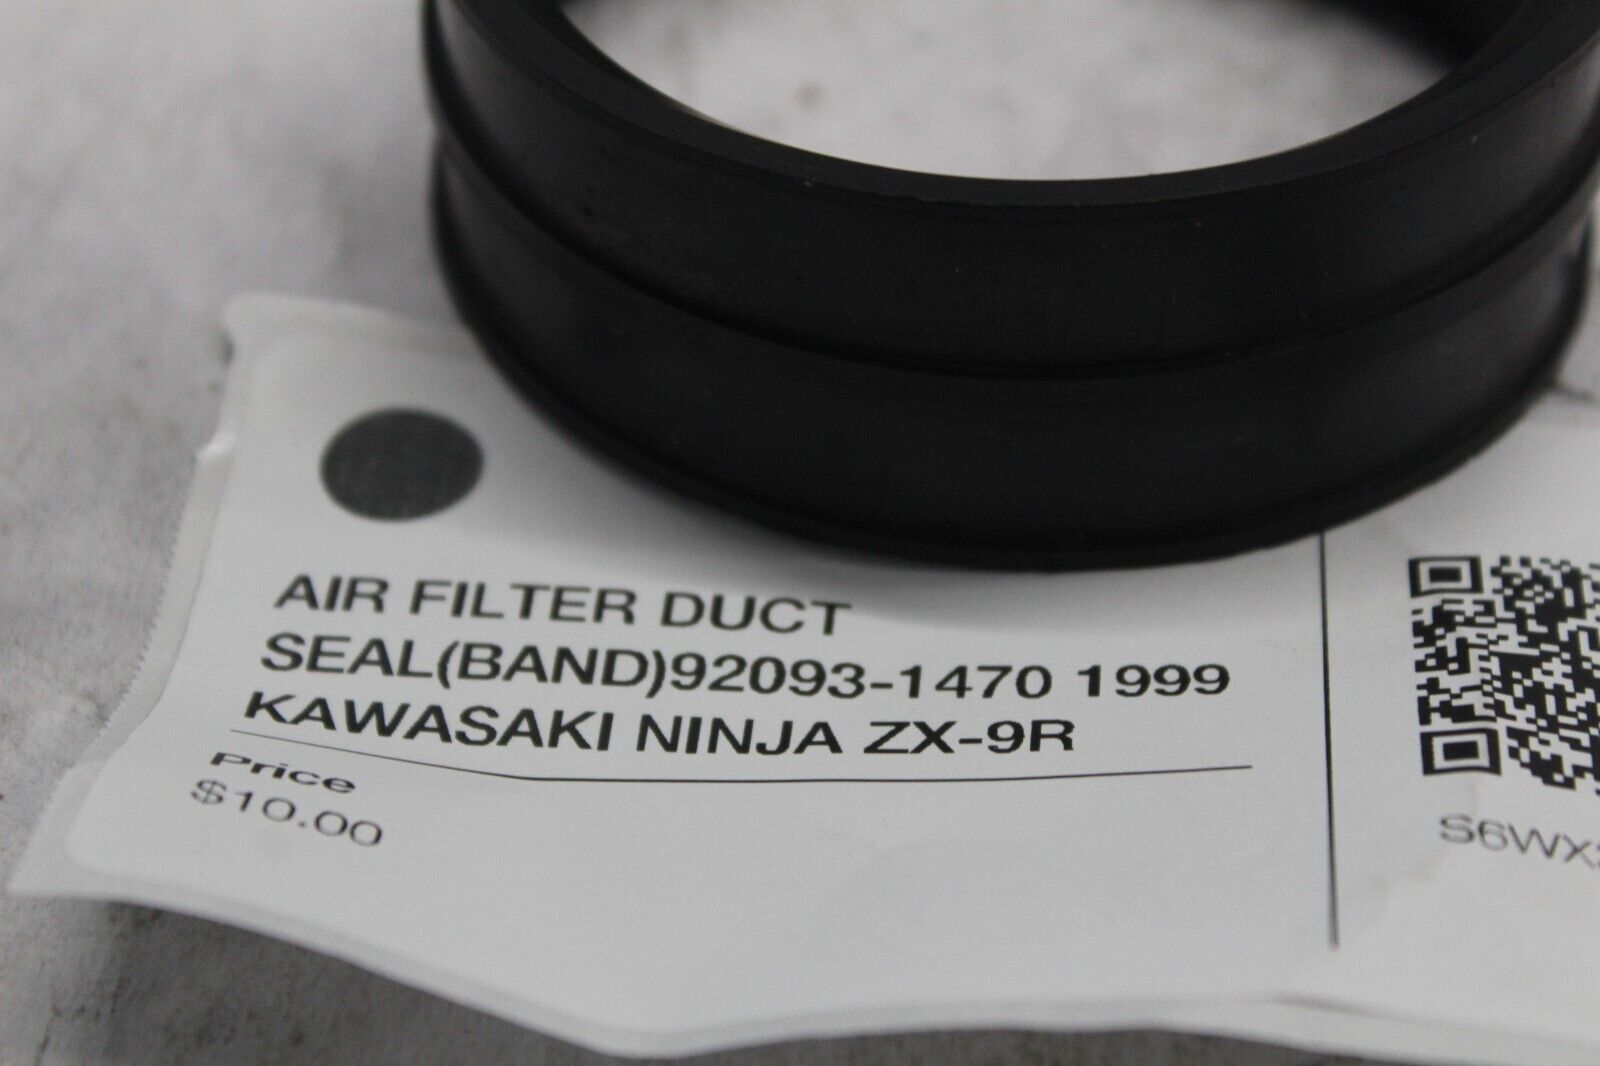 AIR FILTER DUCT
SEAL(BAND)92093-1470 1999
KAWASAKI NINJA ZX-9R
Price
$10.00